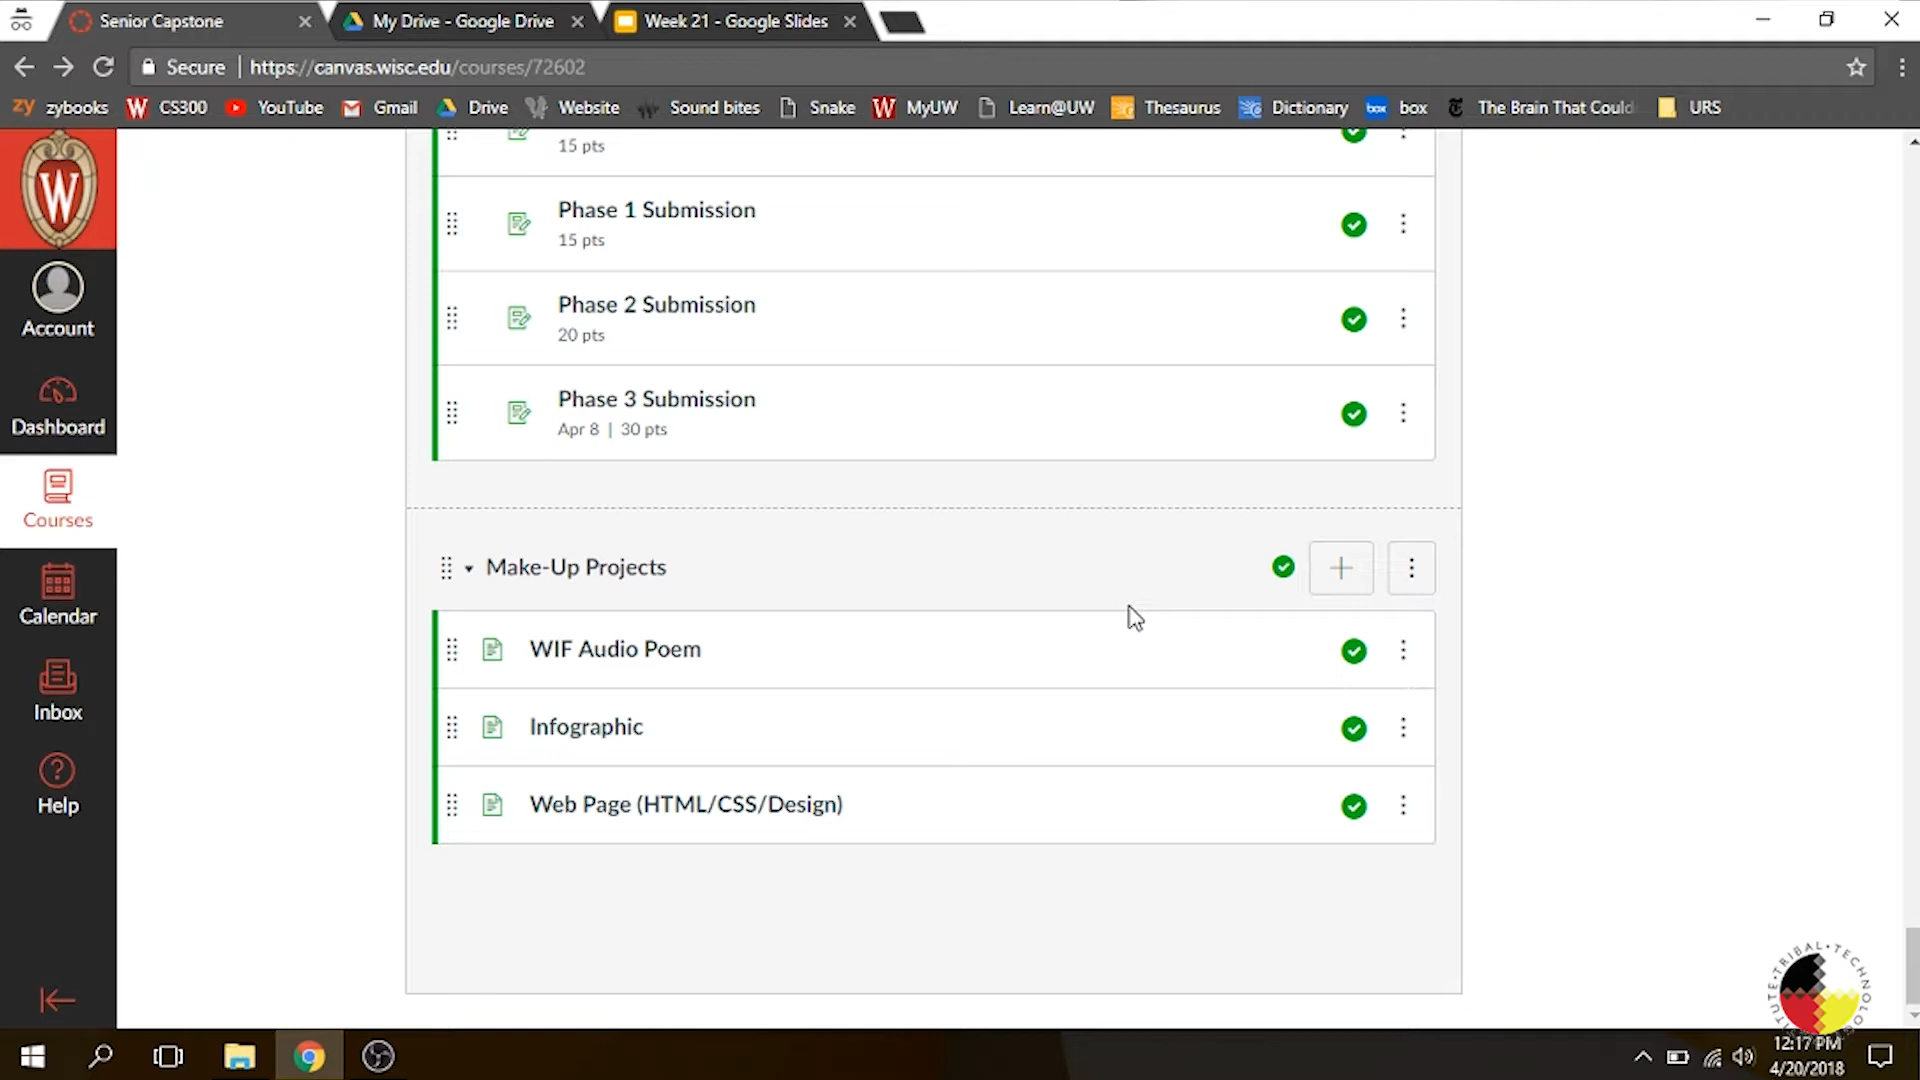 Senior Capstone
My Drive - Google Drive
Week 21 - Google Slides
Secure
https://canvas.wisc.edu/courses/72602
zy zybooks
W CS300
YouTube
Gmail
Drive
Website
Sound bites
Snake
W MyUW
Learn@UW
Thesaurus
Dictionary
box box
The Brain That Could
URS
W
Account
Dashboard
Courses
Calendar
Inbox
? Help
15 pts
Phase 1 Submission
15 pts
Phase 2 Submission
20 pts
Phase 3 Submission
Apr 8 | 30 pts
Make-Up Projects
WIF Audio Poem
Infographic
Web Page (HTML/CSS/Design)
TRIBAL • TECHNOLOGY
12:17 PM
4/20/2018